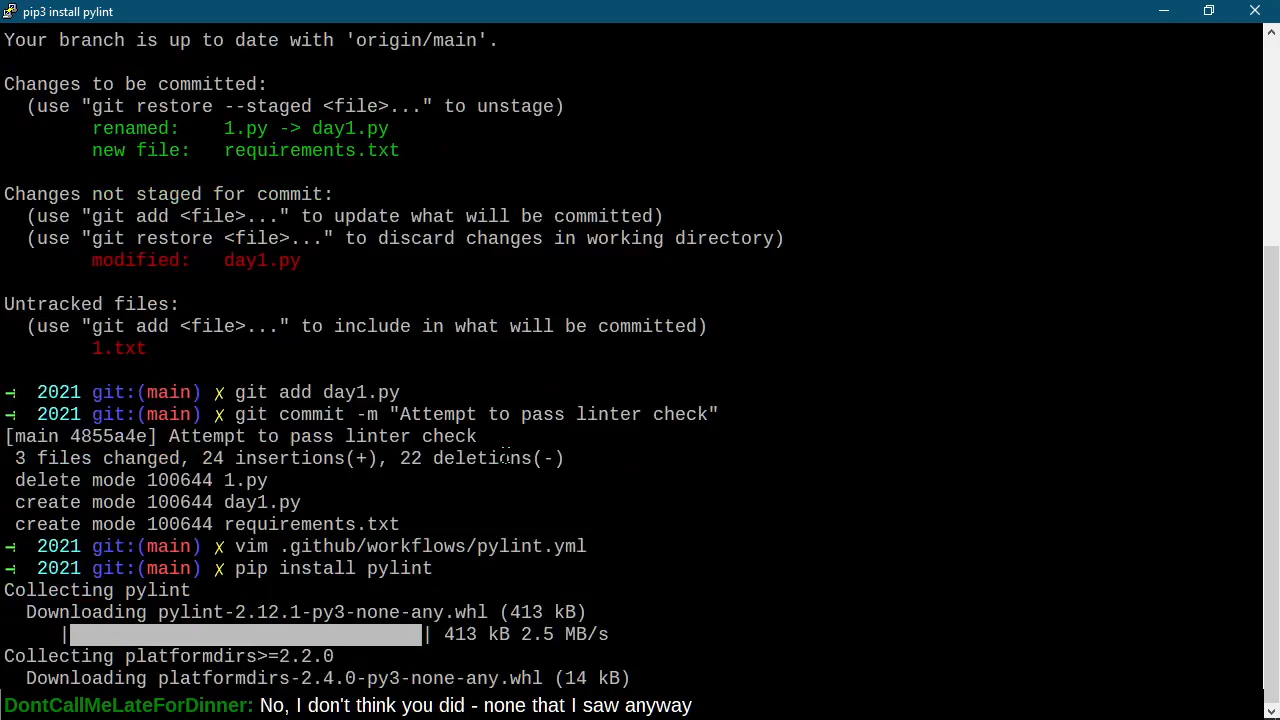 pip3 install pylint
Your branch is up to date with 'origin/main'.
Changes to be committed:
  (use "git restore --staged <file>..." to unstage)
        renamed:    1.py -> day1.py
        new file:   requirements.txt
Changes not staged for commit:
  (use "git add <file>..." to update what will be committed)
  (use "git restore <file>..." to discard changes in working directory)
        modified:   day1.py
Untracked files:
  (use "git add <file>..." to include in what will be committed)
        1.txt
→  2021 git:(main) ✗ git add day1.py
→  2021 git:(main) ✗ git commit -m "Attempt to pass linter check"
[main 4855a4e] Attempt to pass linter check
 3 files changed, 24 insertions(+), 22 deletions(-)
 delete mode 100644 1.py
 create mode 100644 day1.py
 create mode 100644 requirements.txt
→  2021 git:(main) ✗ vim .github/workflows/pylint.yml
→  2021 git:(main) ✗ pip install pylint
Collecting pylint
  Downloading pylint-2.12.1-py3-none-any.whl (413 kB)
     |████████████████████████████████| 413 kB 2.5 MB/s
Collecting platformdirs>=2.2.0
  Downloading platformdirs-2.4.0-py3-none-any.whl (14 kB)
DontCallMeLateForDinner: No, I don't think you did - none that I saw anyway